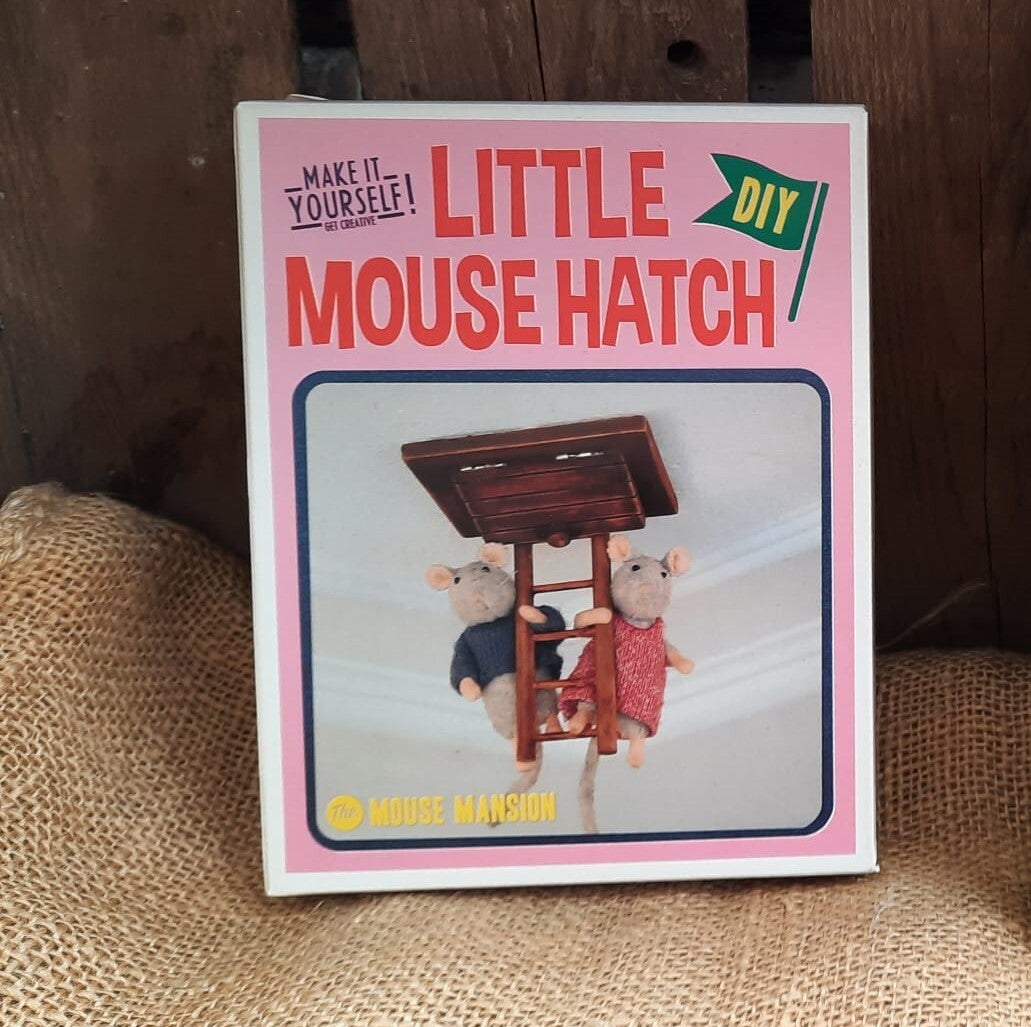 MAKE IT
YOURSELF!
GET CREATIVE
LITTLE
MOUSE HATCH
DIY
The MOUSE MANSION